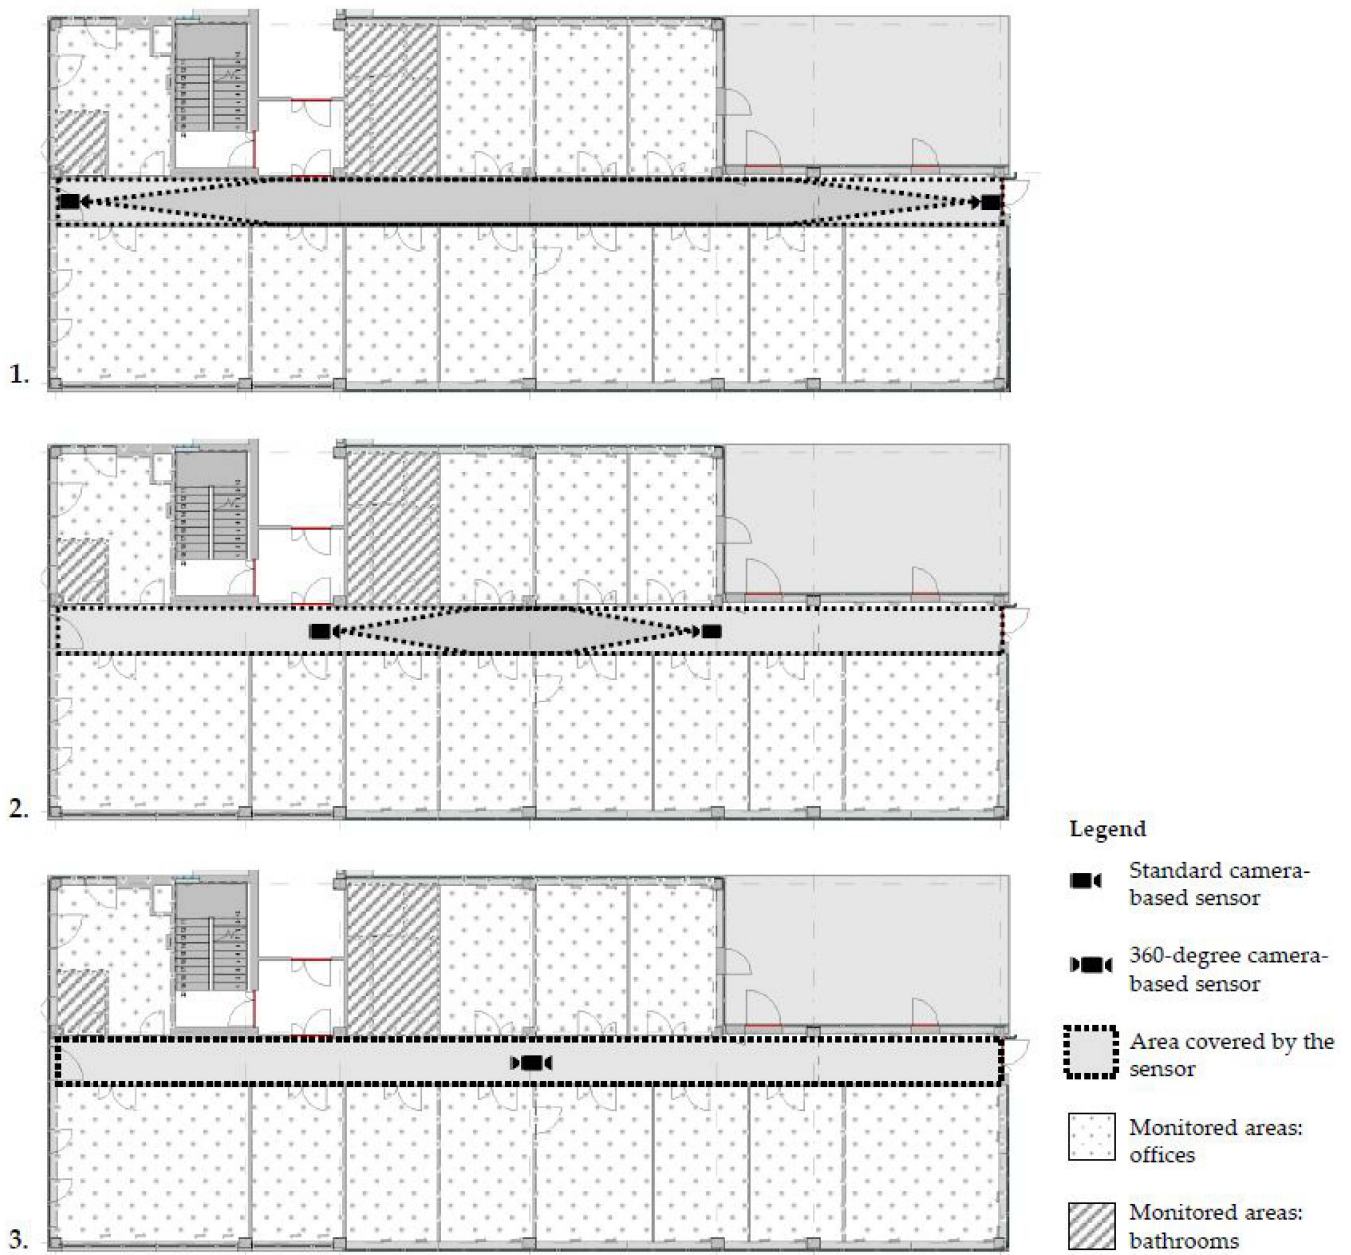 1.
2.
Legend
Standard camera-
based sensor
360-degree camera-
based sensor
Area covered by the
sensor
Monitored areas:
offices
Monitored areas:
bathrooms
3.